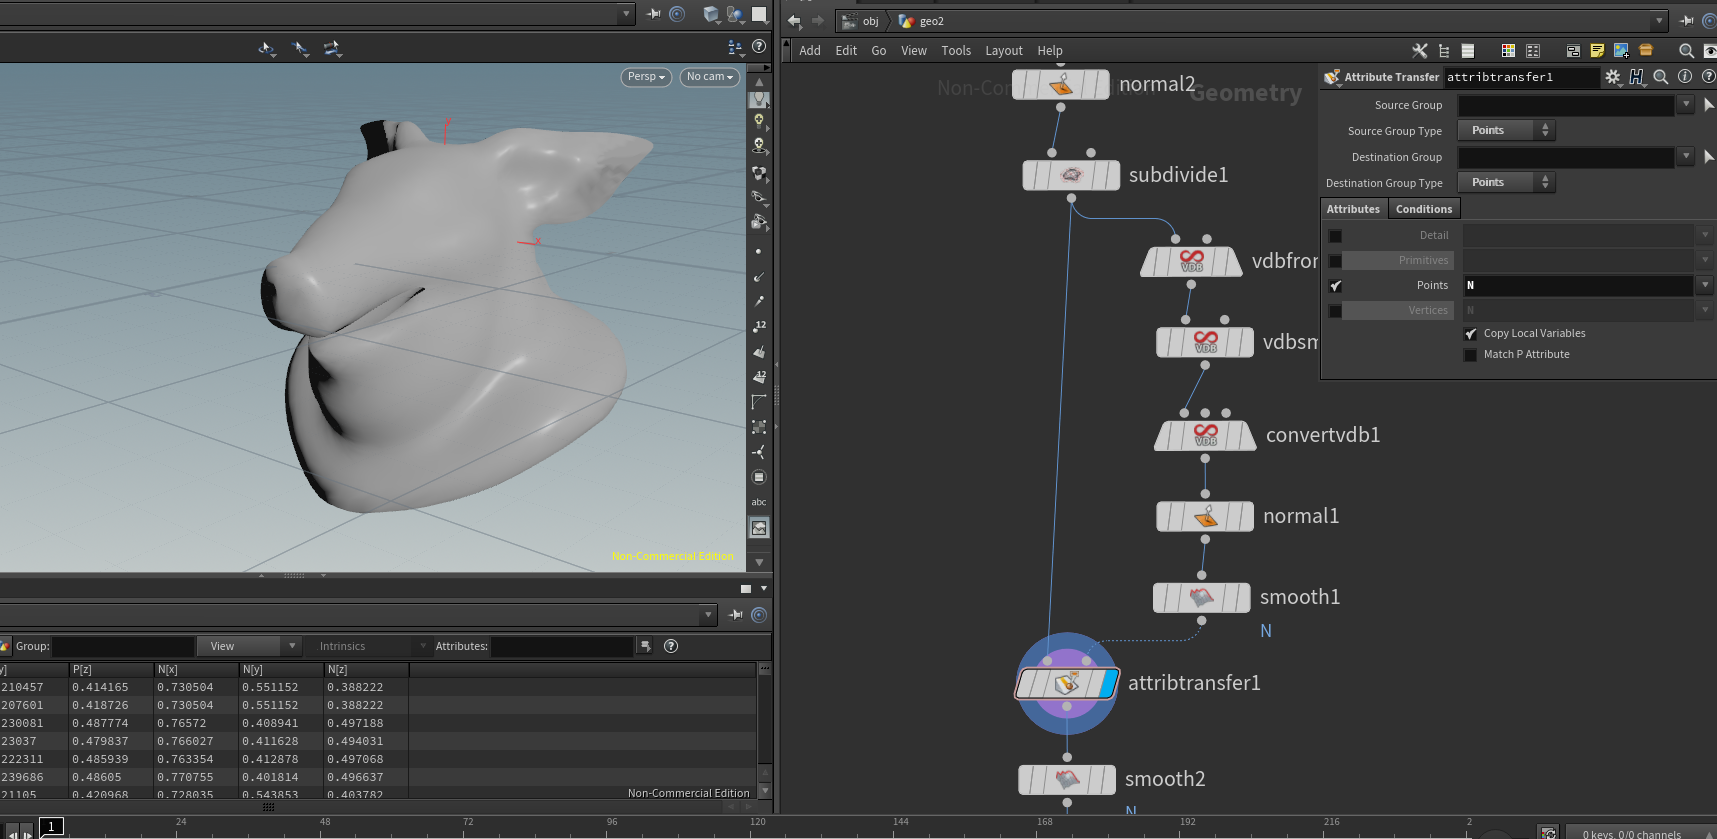 obj
geo2
Add
Edit
Go
View
Tools
Layout
Help
Persp
No cam
y
x
12
12
abc
Non-Commercial Edition
Geometry
normal2
subdivide1
vdbfror
VDB
vdbsm
VDB
convertvdb1
VDB
normal1
smooth1
N
attribtransfer1
smooth2
N
Attribute Transfer
attribtransfer1
Source Group
Source Group Type
Points
Destination Group
Destination Group Type
Points
Attributes
Conditions
Detail
Primitives
Points
N
Vertices
N
Copy Local Variables
Match P Attribute
Group:
View
Intrinsics
Attributes:
y] P[z] N[x] N[y] N[z]
210457 0.414165 0.730504 0.551152 0.388222
207601 0.418726 0.730504 0.551152 0.388222
230081 0.487774 0.76572 0.408941 0.497188
23037 0.479837 0.766027 0.411628 0.494031
222311 0.485939 0.763354 0.412878 0.497068
239686 0.48605 0.770755 0.401814 0.496637
21105 0.420968 0.728035 0.543853 0.403782
Non-Commercial Edition
1
24 48 72 96 120 144 168 192 216 2
0 keys, 0/0 channels